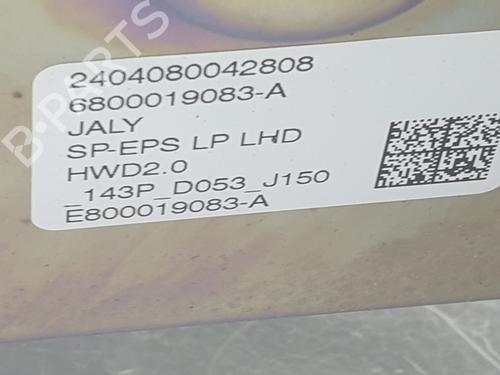 2404080042808
6800019083-A
JALY
SP-EPS LP LHD
HWD2.0
_143P_D053_J150
E800019083-A
B-PARTS